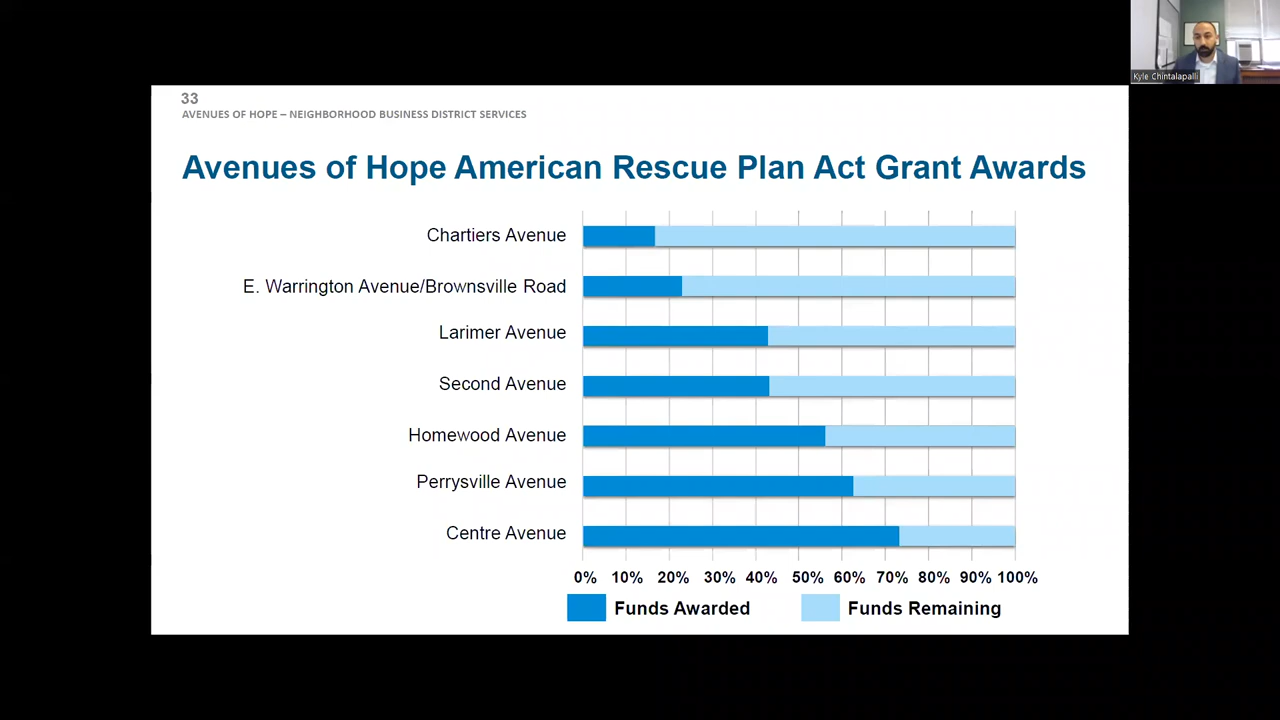 Kyle Chintalapalli
33
AVENUES OF HOPE – NEIGHBORHOOD BUSINESS DISTRICT SERVICES
Avenues of Hope American Rescue Plan Act Grant Awards
Chartiers Avenue
E. Warrington Avenue/Brownsville Road
Larimer Avenue
Second Avenue
Homewood Avenue
Perrysville Avenue
Centre Avenue
0% 10% 20% 30% 40% 50% 60% 70% 80% 90% 100%
Funds Awarded Funds Remaining